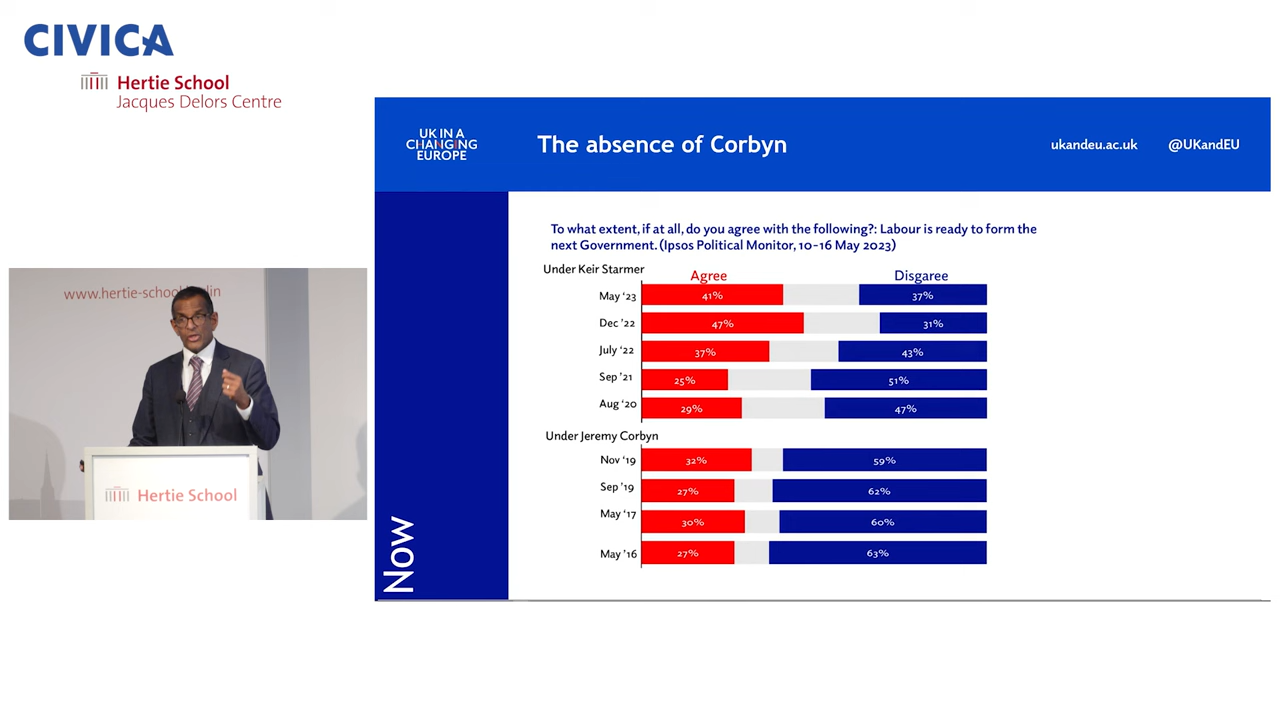 CIVICA
Hertie School
Jacques Delors Centre
UK IN A
CHANGING
EUROPE
The absence of Corbyn
ukandeu.ac.uk
@UKandEU
To what extent, if at all, do you agree with the following?: Labour is ready to form the
next Government. (Ipsos Political Monitor, 10-16 May 2023)
Under Keir Starmer
Agree
Disgaree
May ‘23
41%
37%
Dec ’22
47%
31%
July ‘22
37%
43%
Sep ’21
25%
51%
Aug ‘20
29%
47%
Under Jeremy Corbyn
Nov ‘19
32%
59%
Sep ’19
27%
62%
May ‘17
30%
60%
May ’16
27%
63%
Now
Hertie School